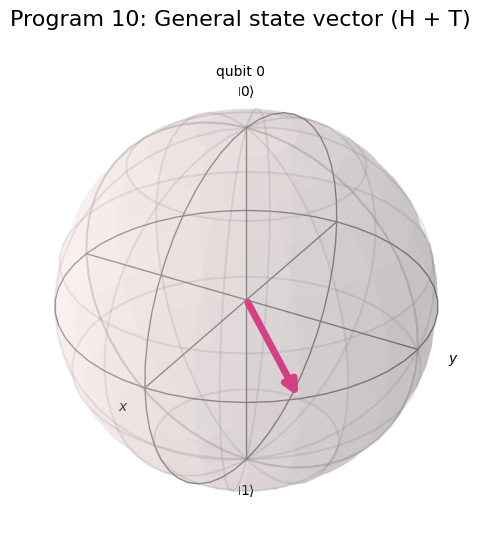 Program 10: General state vector (H + T)
qubit 0
|0⟩
y
x
|1⟩